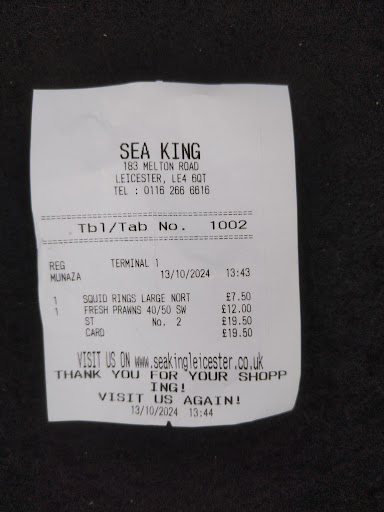 SEA KING
183 MELTON ROAD
LEICESTER, LE4 6QT
TEL : 0116 266 6616
Tbl/Tab No. 1002
REG TERMINAL 1
MUNAZA 13/10/2024 13:43
1 SQUID RINGS LARGE NORT £7.50
1 FRESH PRAWNS 40/50 SW £12.00
ST No. 2 £19.50
CARD £19.50
VISIT US ON www.seakingleicester.co.uk
THANK YOU FOR YOUR SHOPP
ING!
VISIT US AGAIN!
13/10/2024 13:44